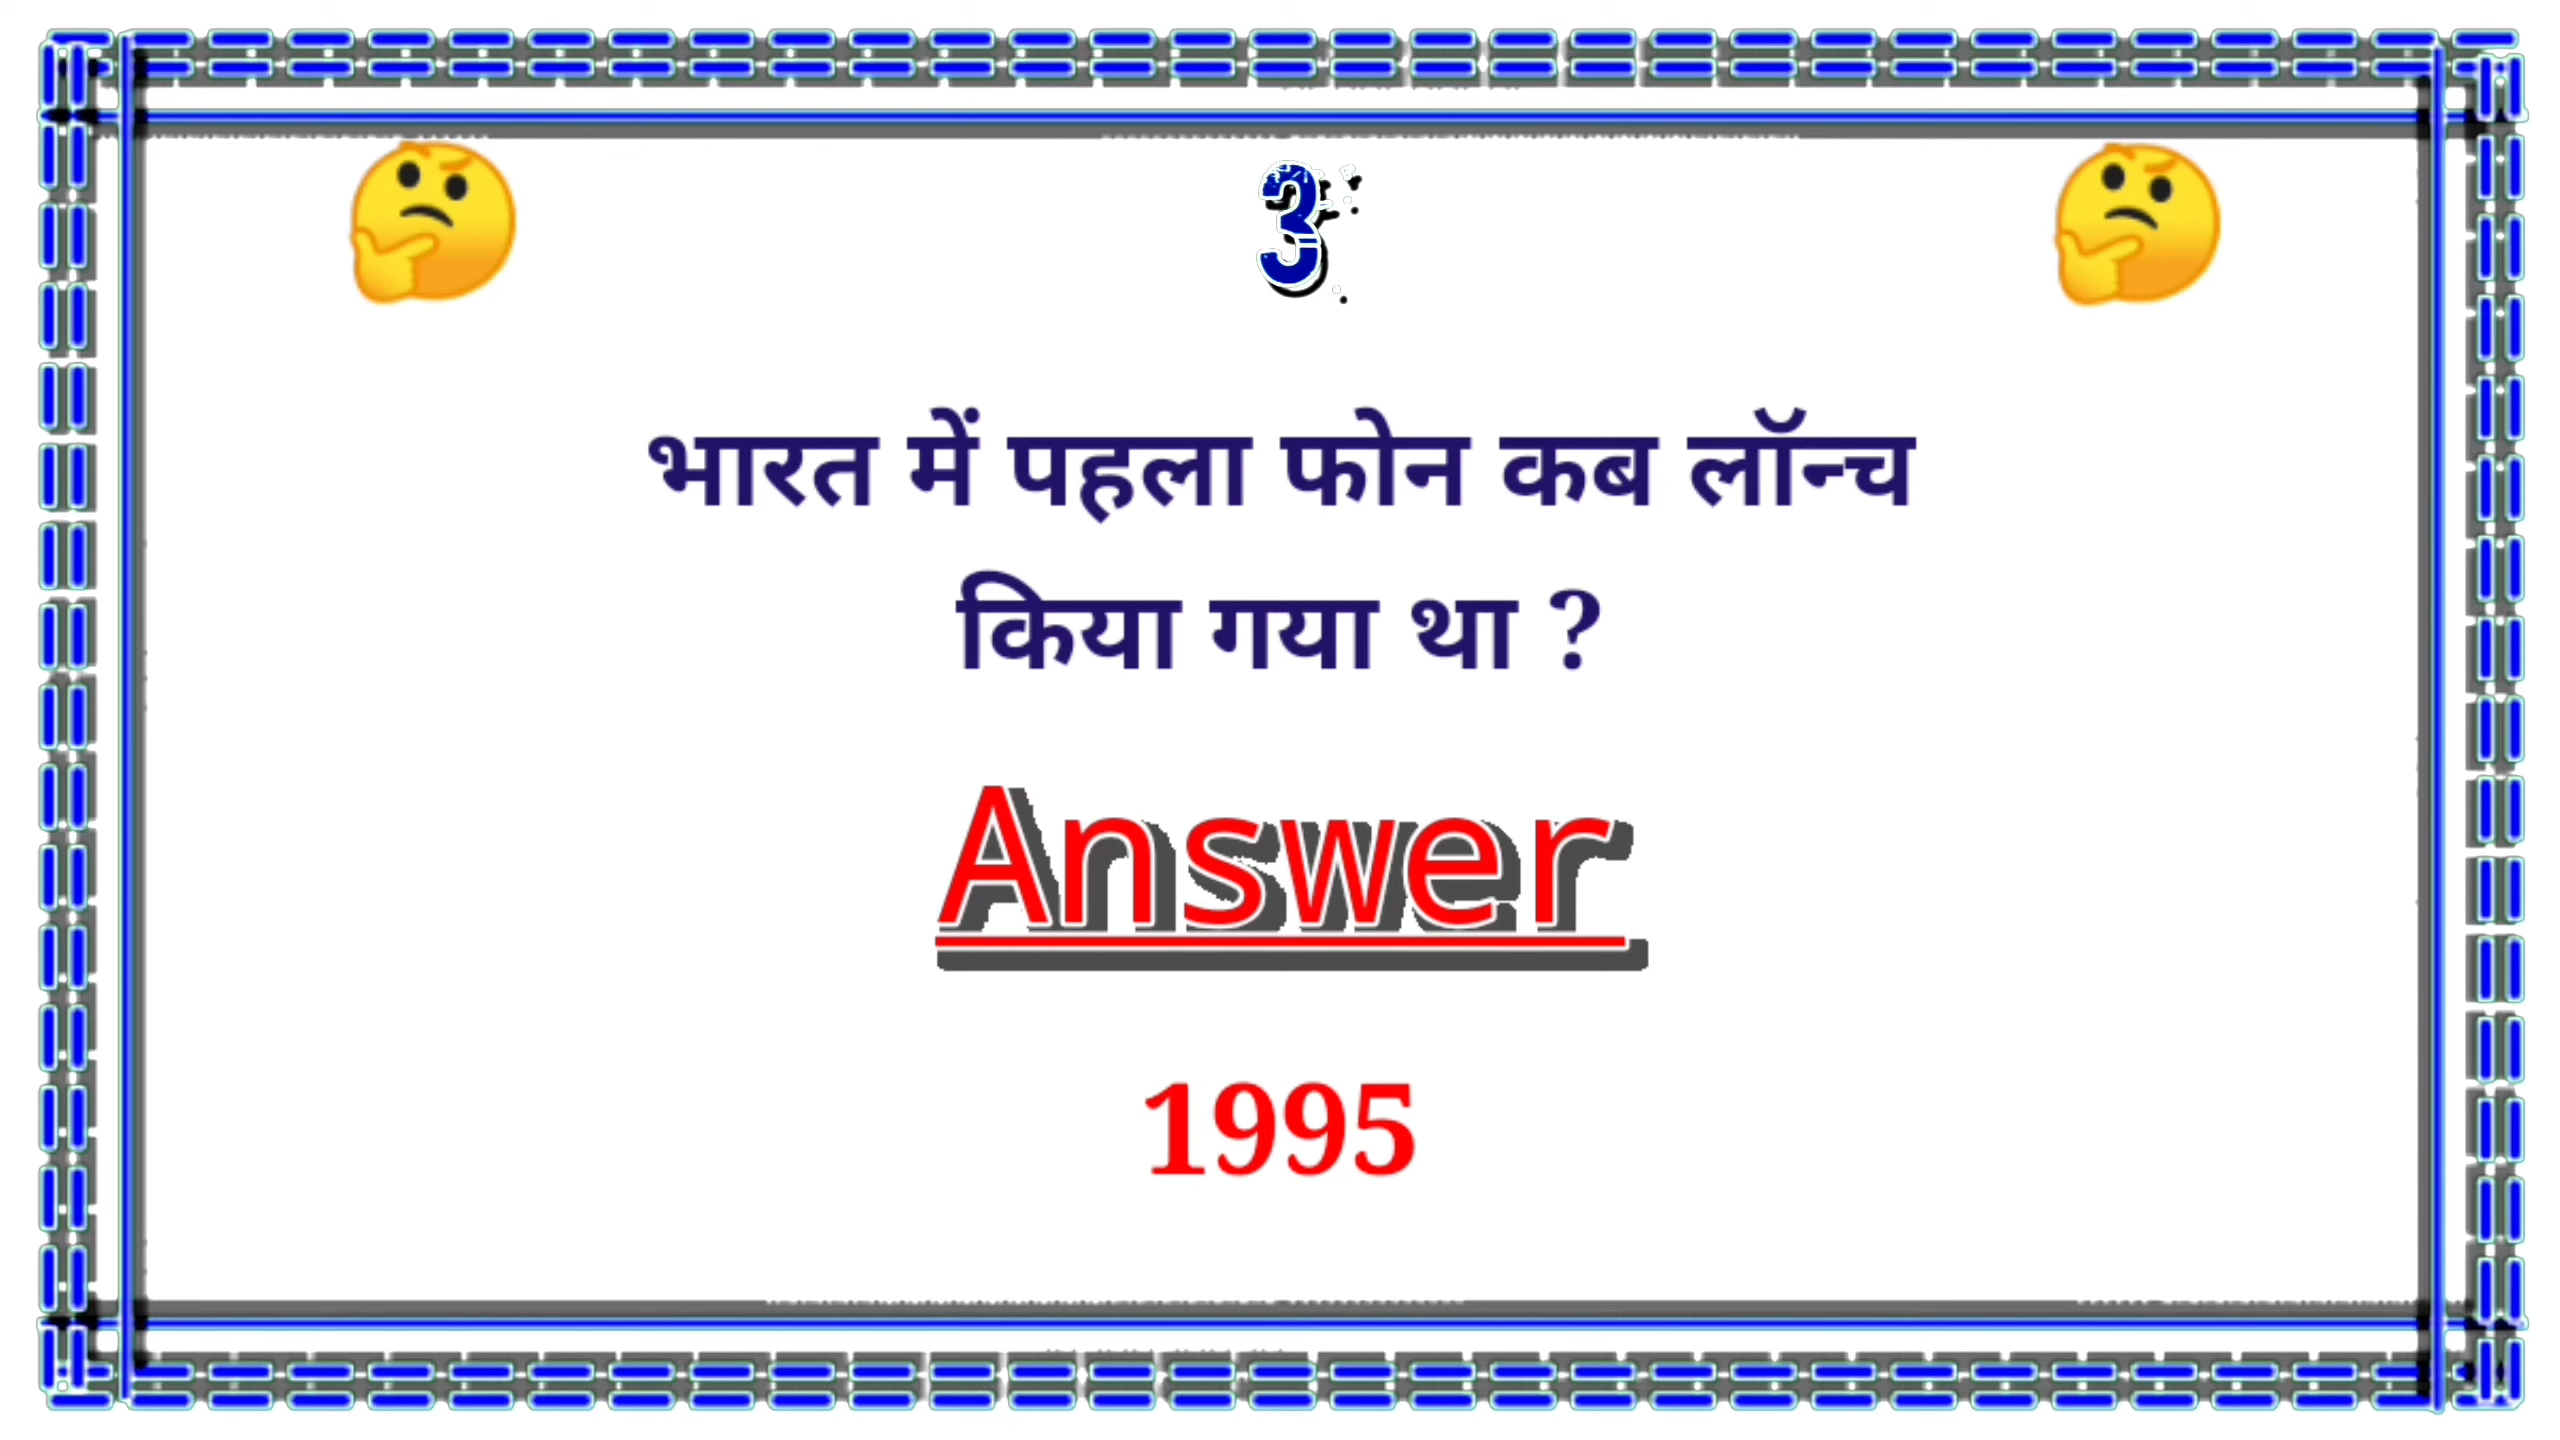 3
भारत में पहला फोन कब लॉन्च
किया गया था ?
Answer
1995